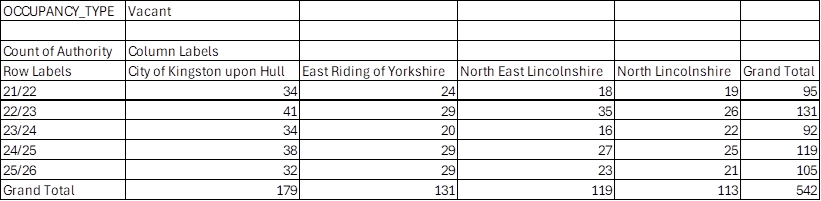 OCCUPANCY_TYPE Vacant
Count of Authority Column Labels
Row Labels City of Kingston upon Hull East Riding of Yorkshire North East Lincolnshire North Lincolnshire Grand Total
21/22 34 24 18 19 95
22/23 41 29 35 26 131
23/24 34 20 16 22 92
24/25 38 29 27 25 119
25/26 32 29 23 21 105
Grand Total 179 131 119 113 542